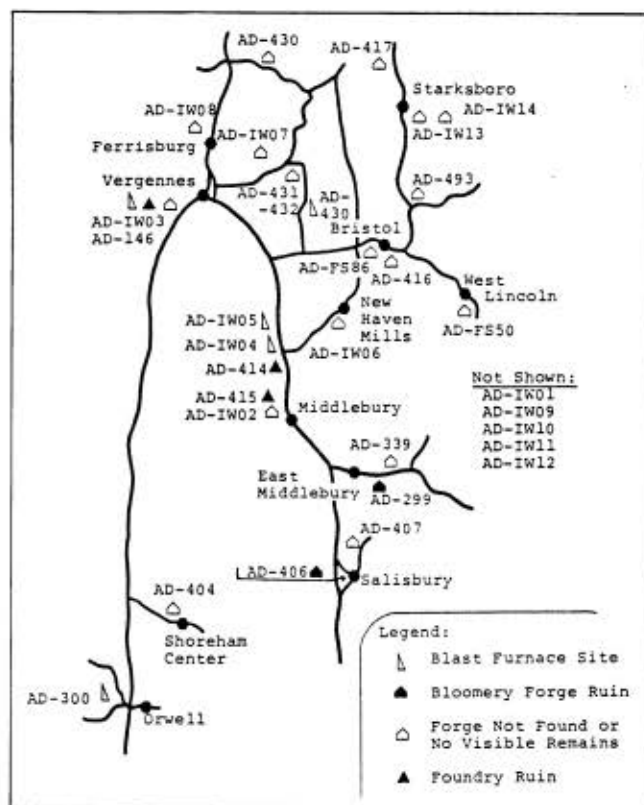 AD-430
AD-417
Starksboro
AD-IW14
AD-IW13
AD-IW08
AD-IW07
Ferrisburg
Vergennes
AD-431
-432
AD-
430
AD-493
AD-IW03
AD-146
Bristol
AD-FS86
AD-416
West
Lincoln
AD-FS50
AD-IW05
AD-IW04
New
Haven
Mills
AD-IW06
AD-414
AD-415
AD-IW02
Middlebury
Not Shown:
AD-IW01
AD-IW09
AD-IW10
AD-IW11
AD-IW12
AD-339
East
Middlebury
AD-299
AD-407
AD-406
Salisbury
AD-404
Shoreham
Center
AD-300
Orwell
Legend:
Blast Furnace Site
Bloomery Forge Ruin
Forge Not Found or
No Visible Remains
Foundry Ruin